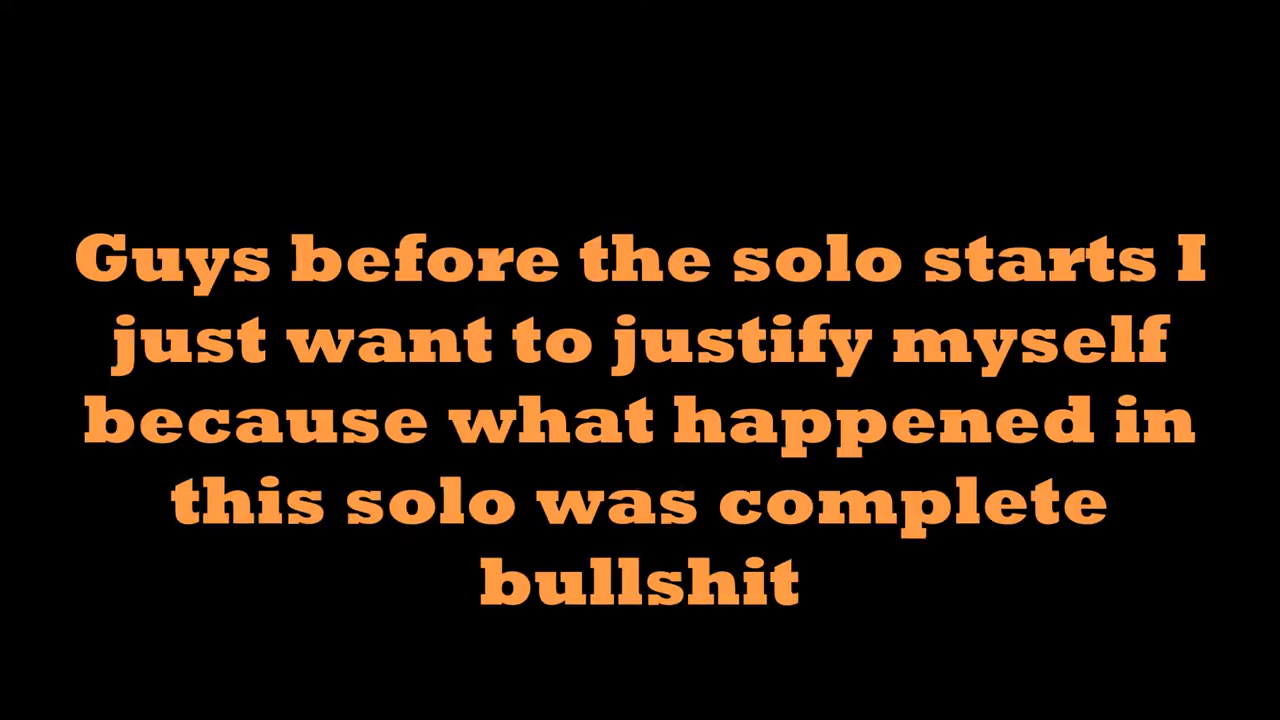 Guys before the solo starts I
just want to justify myself
because what happened in
this solo was complete
bullshit